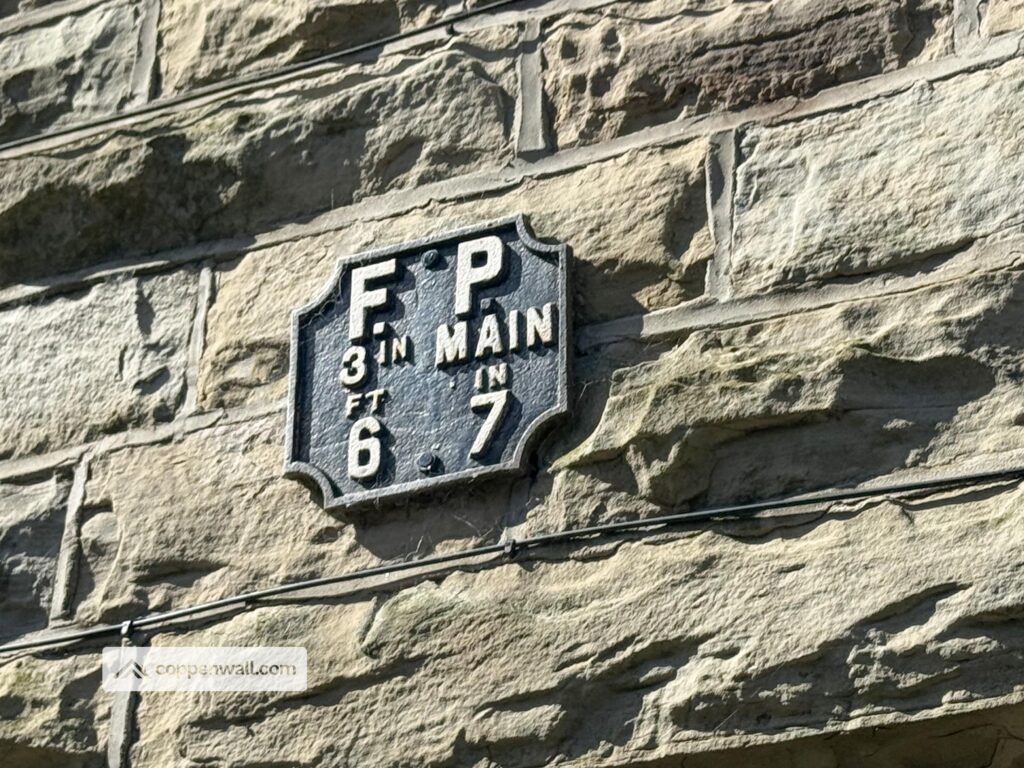 F. P.
3 IN MAIN
FT IN
6 7
coppenwall.com